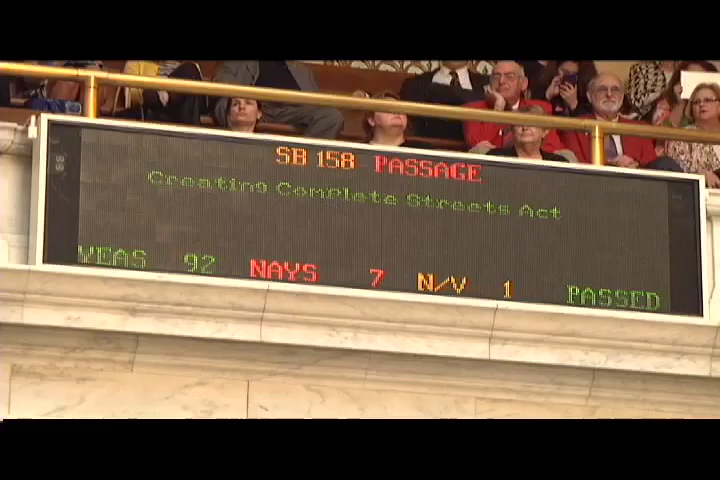 SB 158 PASSAGE
Creating Complete Streets Act
YEAS 92 NAYS 7 N/V 1 PASSED